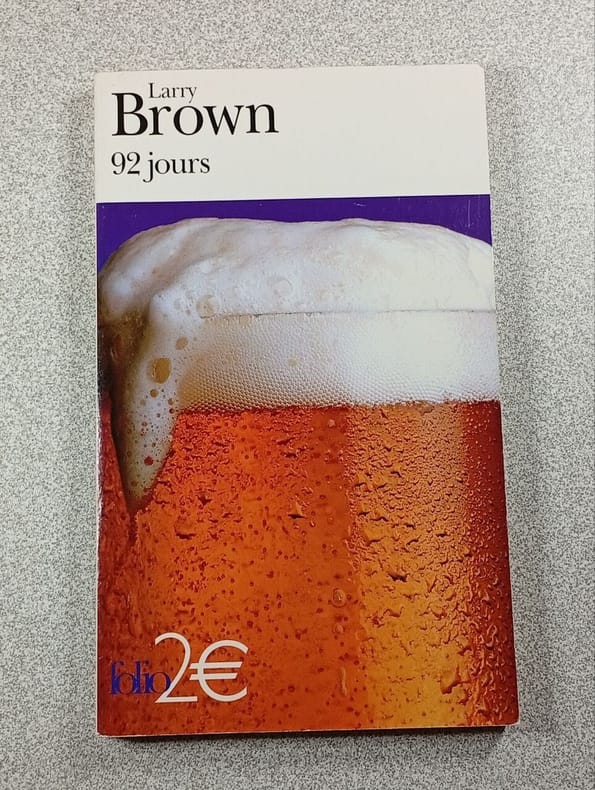 Larry
Brown
92 jours
folio 2€